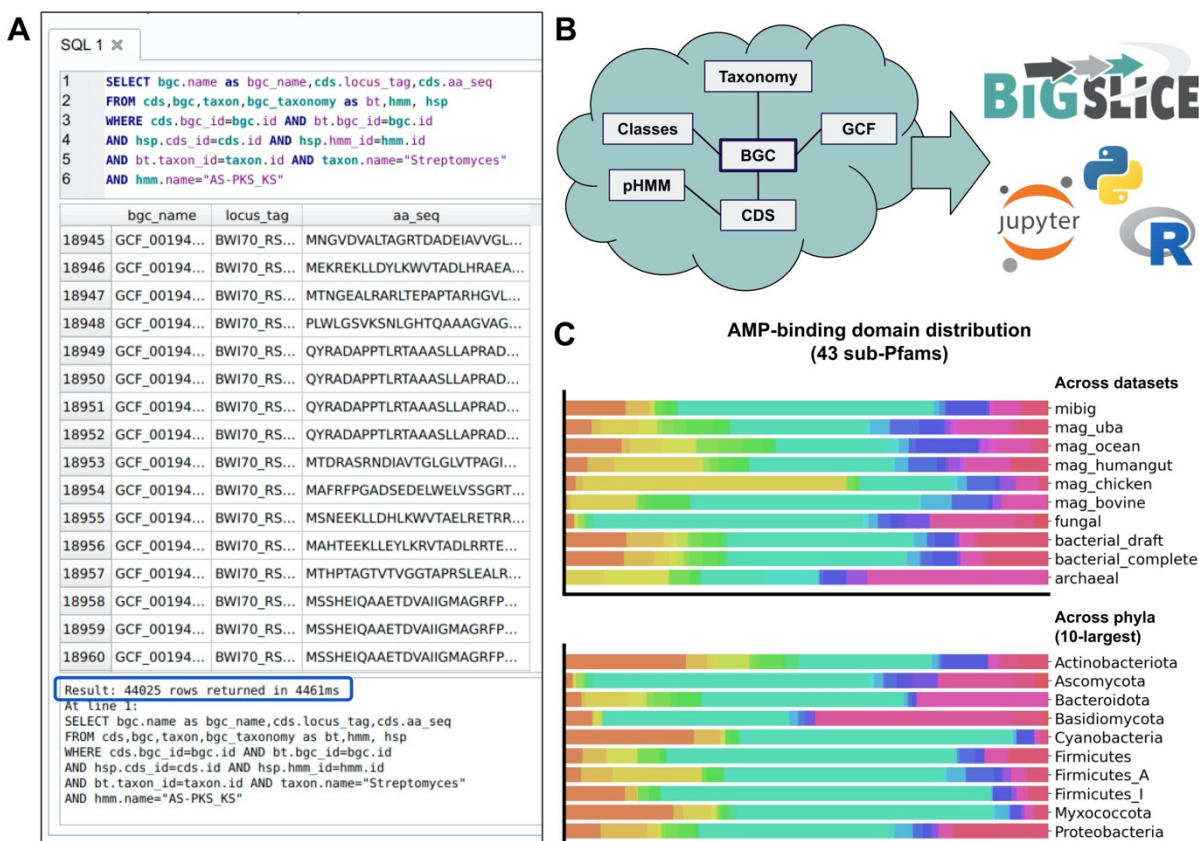 A
SQL 1
1 SELECT bgc.name as bgc_name,cds.locus_tag,cds.aa_seq
2 FROM cds,bgc,taxon,bgc_taxonomy as bt,hmm, hsp
3 WHERE cds.bgc_id=bgc.id AND bt.bgc_id=bgc.id
4 AND hsp.cds_id=cds.id AND hsp.hmm_id=hmm.id
5 AND bt.taxon_id=taxon.id AND taxon.name="Streptomyces"
6 AND hmm.name="AS-PKS_KS"
bgc_name locus_tag aa_seq
18945 GCF_00194... BWI70_RS... MNGVDVALTAGRTDADEIAVVGL...
18946 GCF_00194... BWI70_RS... MEKREKLLDYLKWVTADLHRAEA...
18947 GCF_00194... BWI70_RS... MTNGEALRARLTEPAPTARHGVL...
18948 GCF_00194... BWI70_RS... PLWLGSVKSNLGHTQAAAGVAG...
18949 GCF_00194... BWI70_RS... QYRADAPPTLRTAAASLLAPRAD...
18950 GCF_00194... BWI70_RS... QYRADAPPTLRTAAASLLAPRAD...
18951 GCF_00194... BWI70_RS... QYRADAPPTLRTAAASLLAPRAD...
18952 GCF_00194... BWI70_RS... QYRADAPPTLRTAAASLLAPRAD...
18953 GCF_00194... BWI70_RS... MTDRASRNDIAVTGLGLVTPAGI...
18954 GCF_00194... BWI70_RS... MAFRFPGADSEDELWELVSSGRT...
18955 GCF_00194... BWI70_RS... MSNEEKLLDHLKWVTAELRETRR...
18956 GCF_00194... BWI70_RS... MAHTEEKLLEYLKRVTADLRRTE...
18957 GCF_00194... BWI70_RS... MTHPTAGTVTVGGTAPRSLEALR...
18958 GCF_00194... BWI70_RS... MSSHEIQAAETDVAIIGMAGRFP...
18959 GCF_00194... BWI70_RS... MSSHEIQAAETDVAIIGMAGRFP...
18960 GCF_00194... BWI70_RS... MSSHEIQAAETDVAIIGMAGRFP...
Result: 44025 rows returned in 4461ms
At line 1:
SELECT bgc.name as bgc_name,cds.locus_tag,cds.aa_seq
FROM cds,bgc,taxon,bgc_taxonomy as bt,hmm, hsp
WHERE cds.bgc_id=bgc.id AND bt.bgc_id=bgc.id
AND hsp.cds_id=cds.id AND hsp.hmm_id=hmm.id
AND bt.taxon_id=taxon.id AND taxon.name="Streptomyces"
AND hmm.name="AS-PKS_KS"
B
Taxonomy
Classes
GCF
BGC
pHMM
CDS
BiG SLiCE
jupyter
R
C
AMP-binding domain distribution
(43 sub-Pfams)
Across datasets
mibig
mag_uba
mag_ocean
mag_humangut
mag_chicken
mag_bovine
fungal
bacterial_draft
bacterial_complete
archaeal
Across phyla
(10-largest)
Actinobacteriota
Ascomycota
Bacteroidota
Basidiomycota
Cyanobacteria
Firmicutes
Firmicutes_A
Firmicutes_I
Myxococcota
Proteobacteria